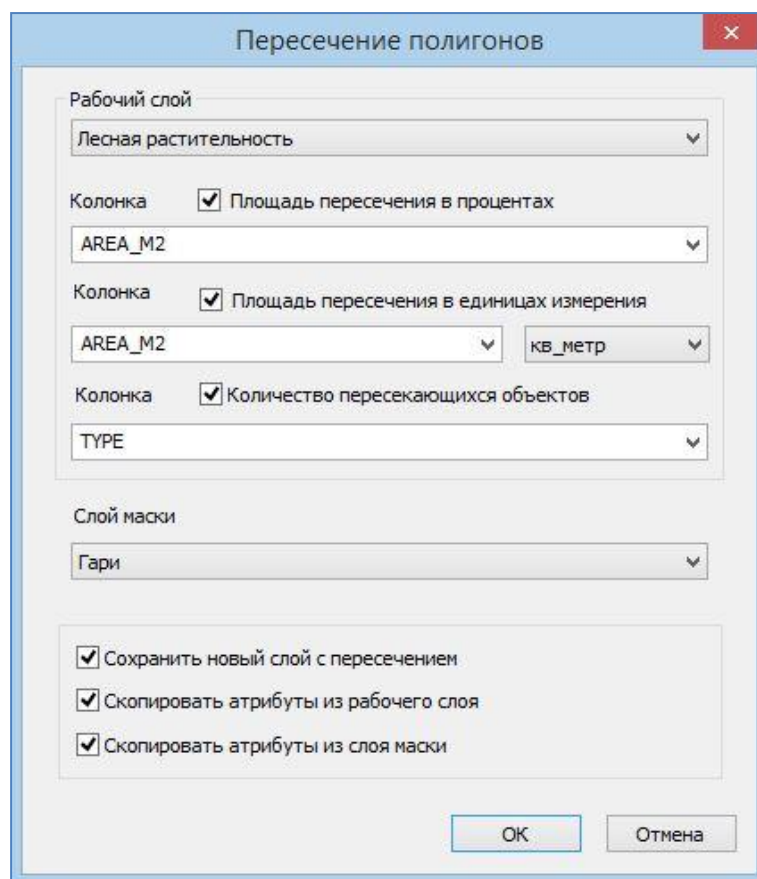 Пересечение полигонов
Рабочий слой
Лесная растительность
Колонка Площадь пересечения в процентах
AREA_M2
Колонка Площадь пересечения в единицах измерения
AREA_M2 кв_метр
Колонка Количество пересекающихся объектов
TYPE
Слой маски
Гари
Сохранить новый слой с пересечением
Скопировать атрибуты из рабочего слоя
Скопировать атрибуты из слоя маски
ОК Отмена